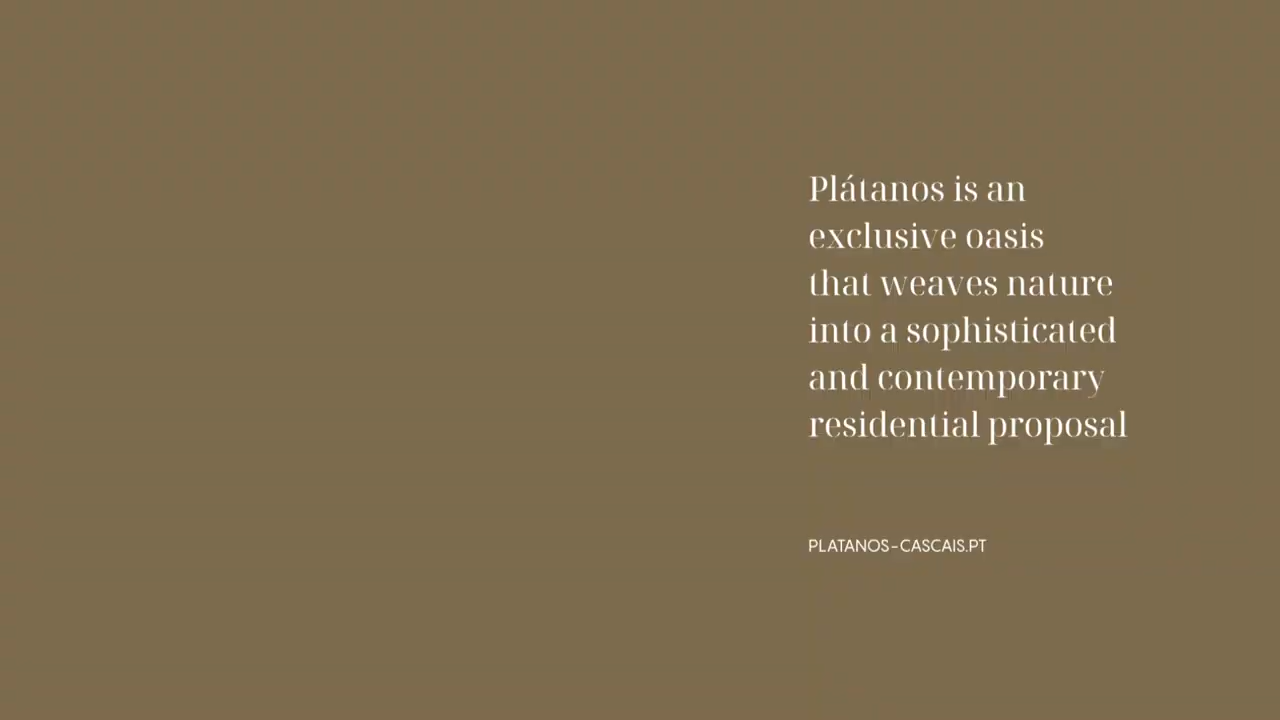 Plátanos is an
exclusive oasis
that weaves nature
into a sophisticated
and contemporary
residential proposal
PLATANOS-CASCAIS.PT